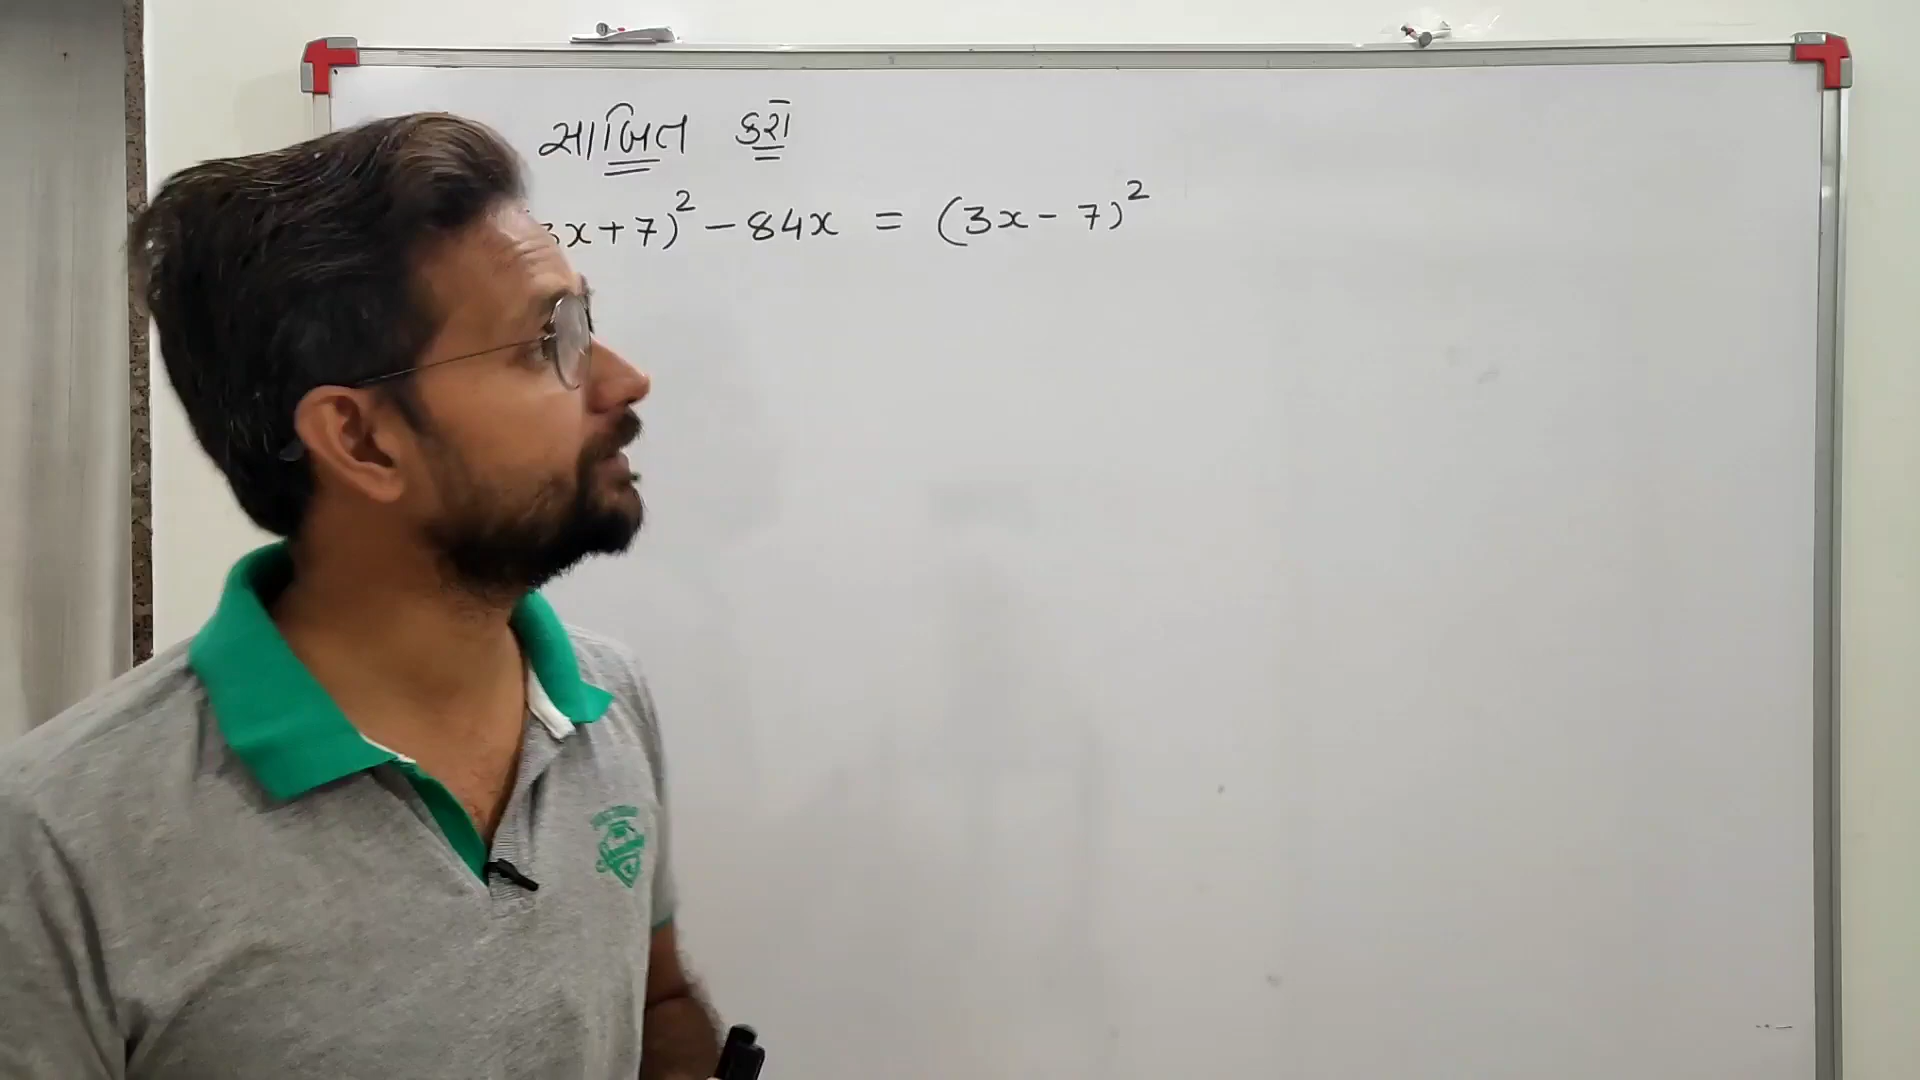 સાબિત કરો
3x+7)² - 84x = (3x - 7)²